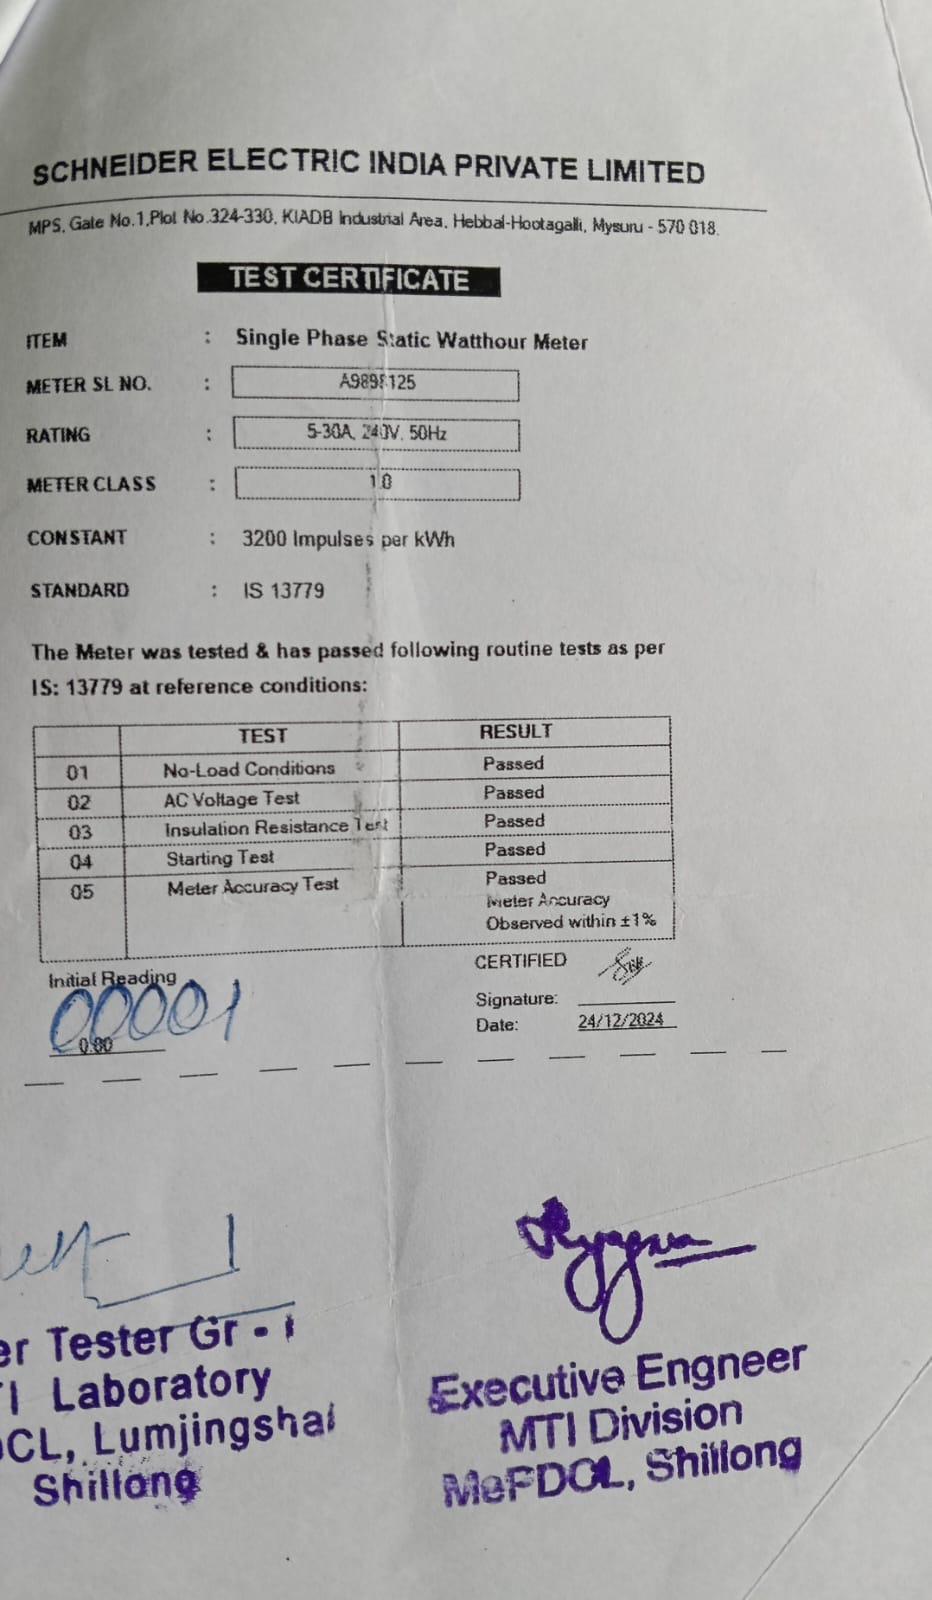 SCHNEIDER ELECTRIC INDIA PRIVATE LIMITED
MPS, Gate No.1,Plot No.324-330, KIADB Industrial Area, Hebbal-Hootagalli, Mysuru - 570 018.
TEST CERTIFICATE
ITEM : Single Phase Static Watthour Meter
METER SL NO. :
RATING : 5-30A, 240V, 50Hz
METER CLASS : 1.0
CONSTANT : 3200 Impulses per kWh
STANDARD : IS 13779
The Meter was tested & has passed following routine tests as per
IS: 13779 at reference conditions:
TEST RESULT
01 No-Load Conditions Passed
02 AC Voltage Test Passed
03 Insulation Resistance Test Passed
04 Starting Test Passed
05 Meter Accuracy Test Passed
Meter Accuracy
Observed within ±1%
Initial Reading
00001
0.00
CERTIFIED
Signature:
Date: 24/12/2024
er Tester Gr - I
I Laboratory
CL, Lumjingshai
Shillong
Executive Engneer
MTI Division
MePDCL, Shillong